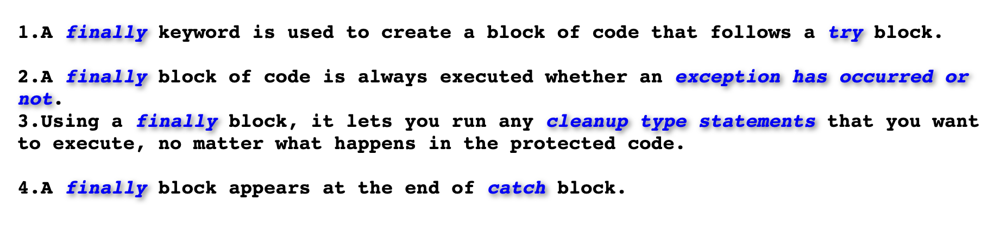 1.A finally keyword is used to create a block of code that follows a try block.
2.A finally block of code is always executed whether an exception has occurred or
not.
3.Using a finally block, it lets you run any cleanup type statements that you want
to execute, no matter what happens in the protected code.
4.A finally block appears at the end of catch block.